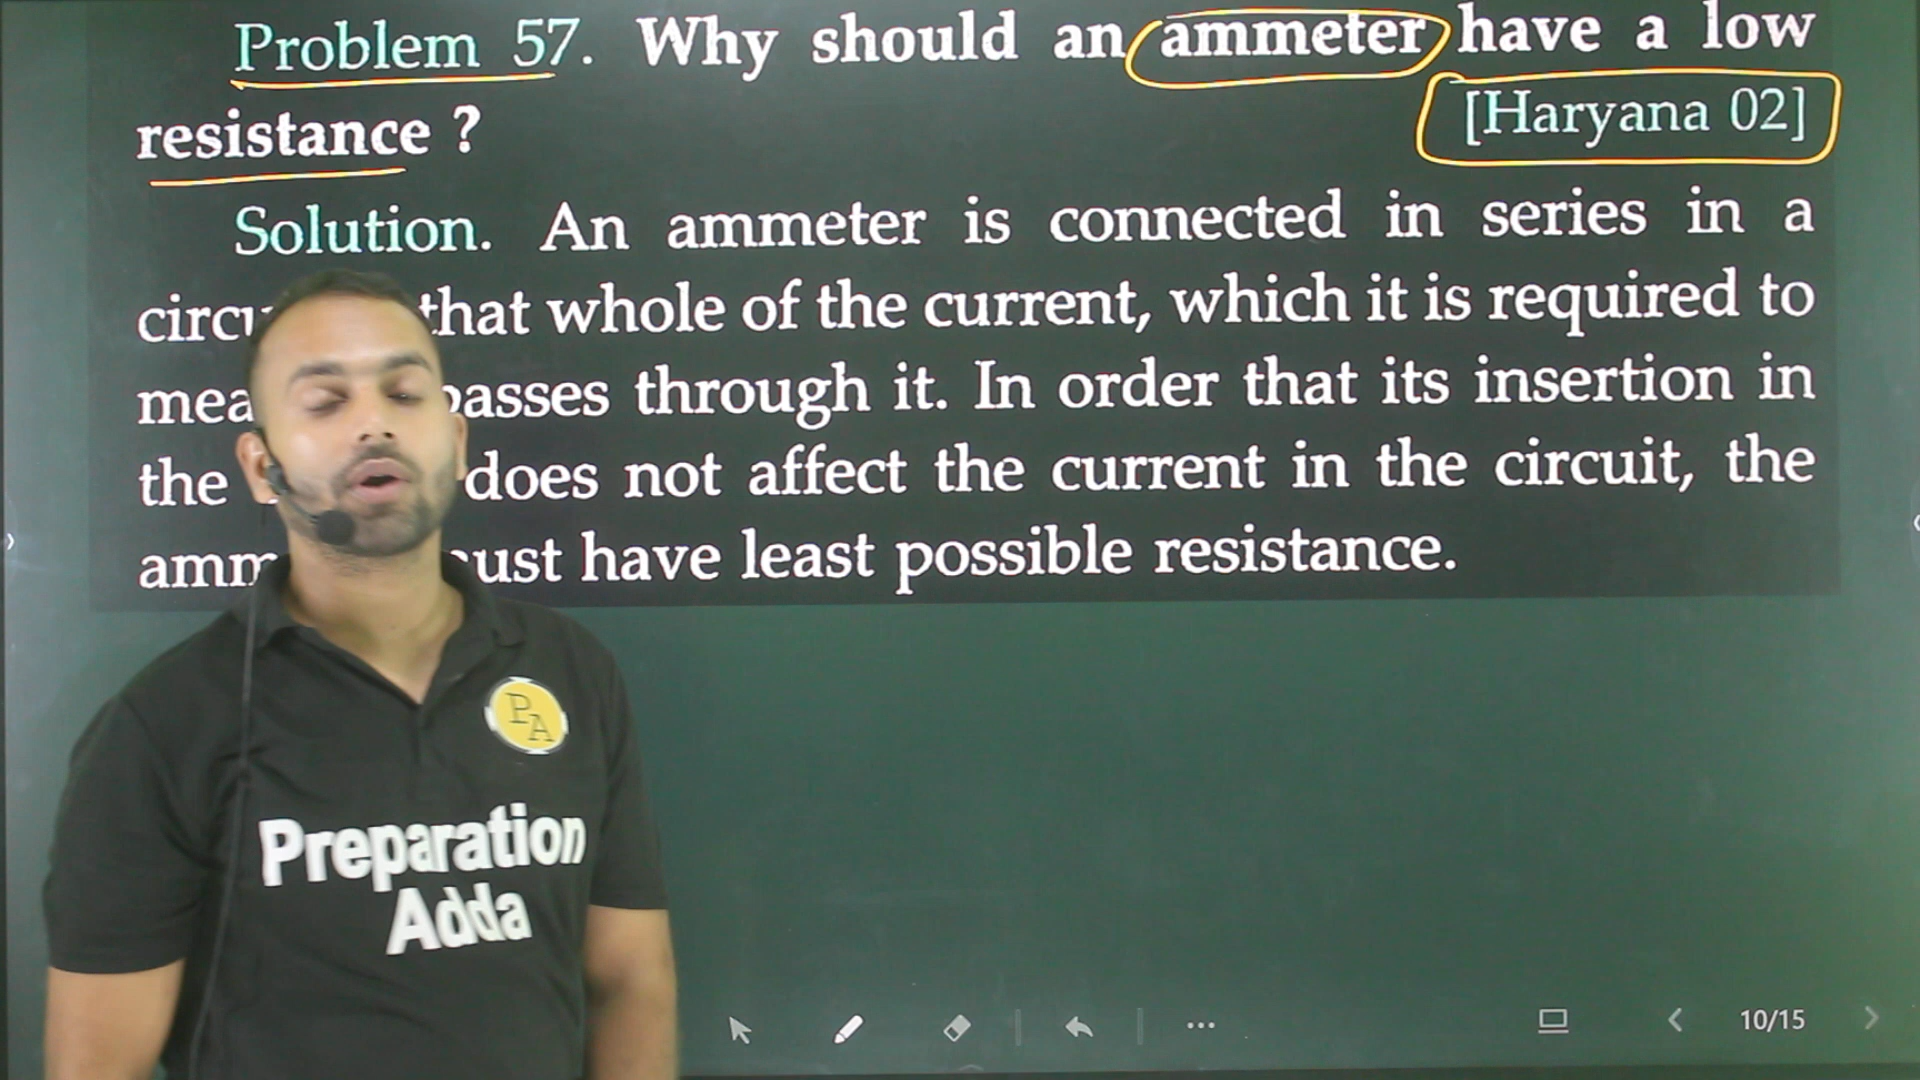 Problem 57. Why should an ammeter have a low
resistance ? [Haryana 02]
Solution. An ammeter is connected in series in a
that whole of the current, which it is required to
through it. In order that its insertion in
the does not affect the current in the circuit, the
have least possible resistance.
PA
Preparation
Adda
10/15